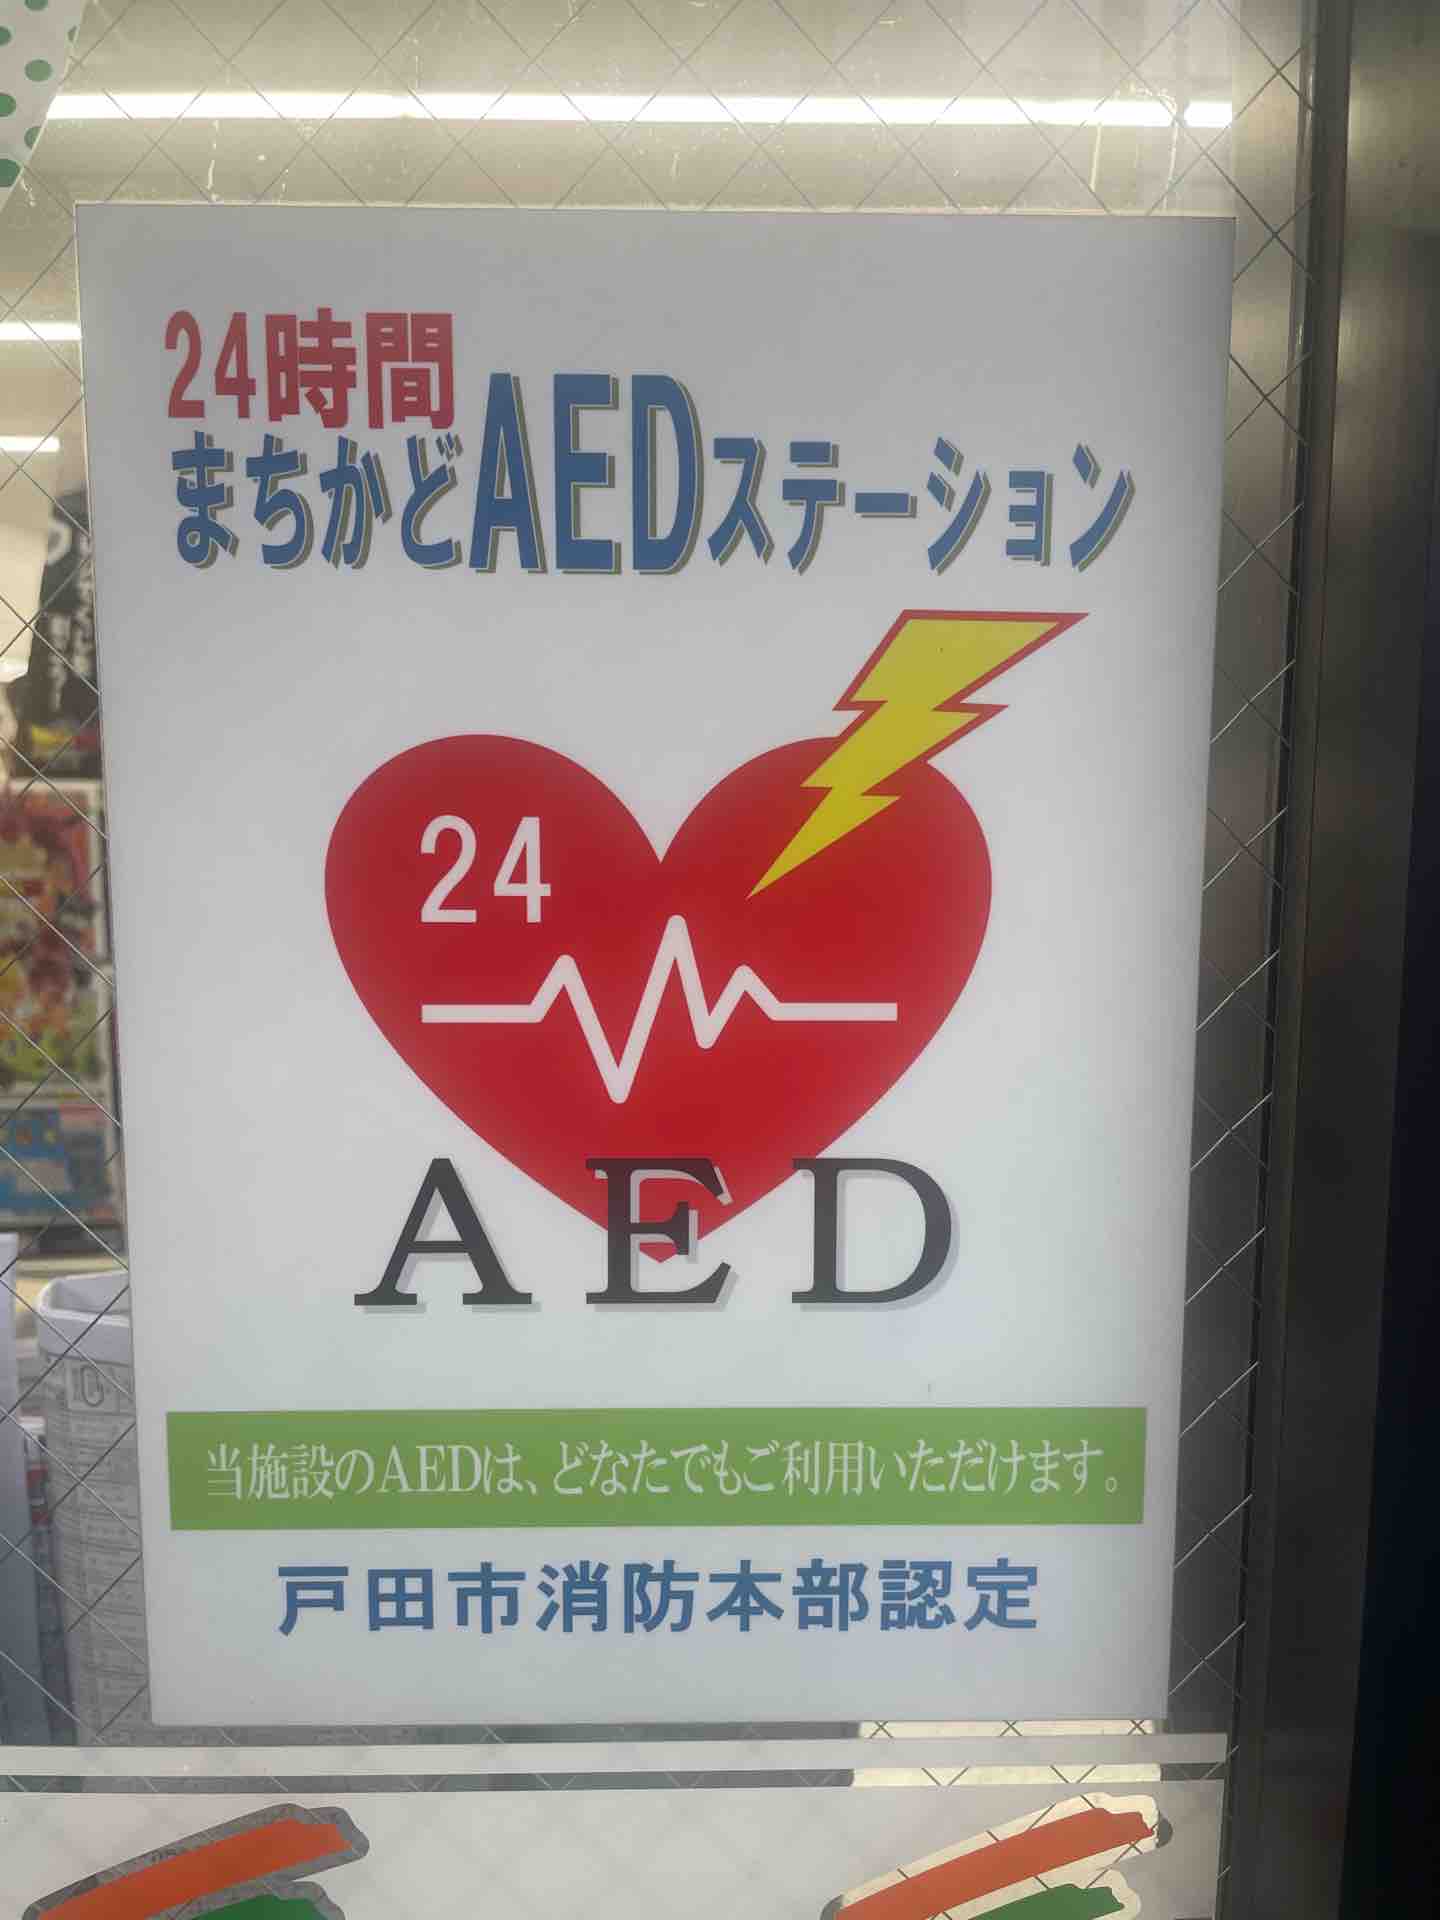 24時間
まちかどAEDステーション
24
AED
当施設のAEDは、どなたでもご利用いただけます。
戸田市消防本部認定